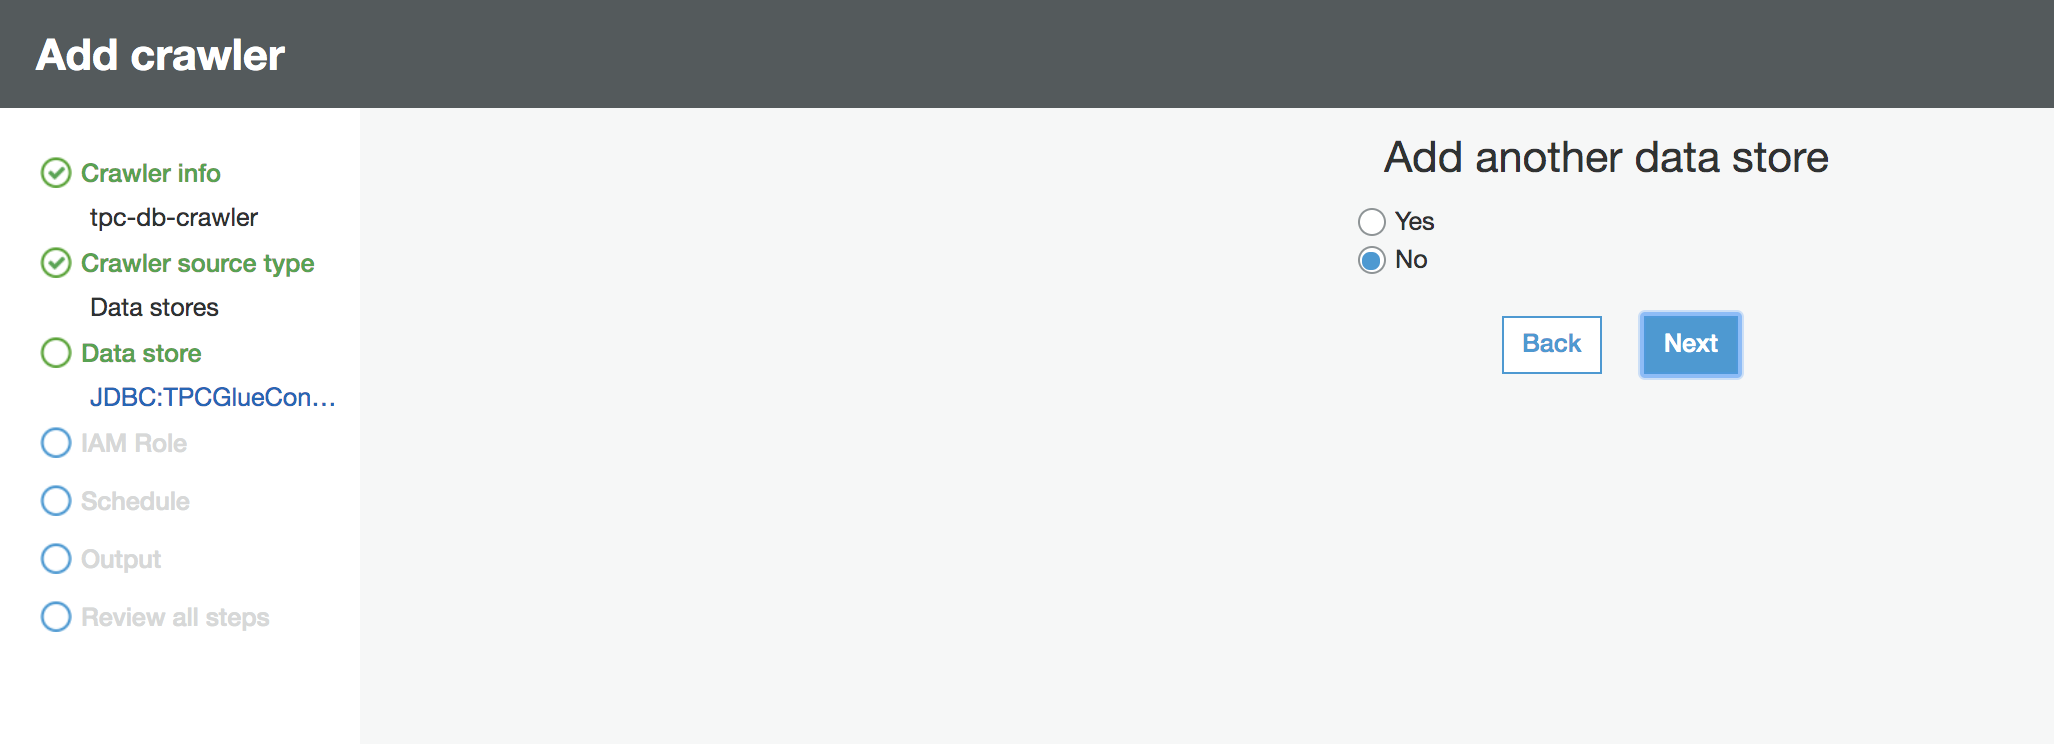 Add crawler
Crawler info
tpc-db-crawler
Crawler source type
Data stores
Data store
JDBC:TPCGlueCon...
IAM Role
Schedule
Output
Review all steps
Add another data store
Yes
No
Back
Next